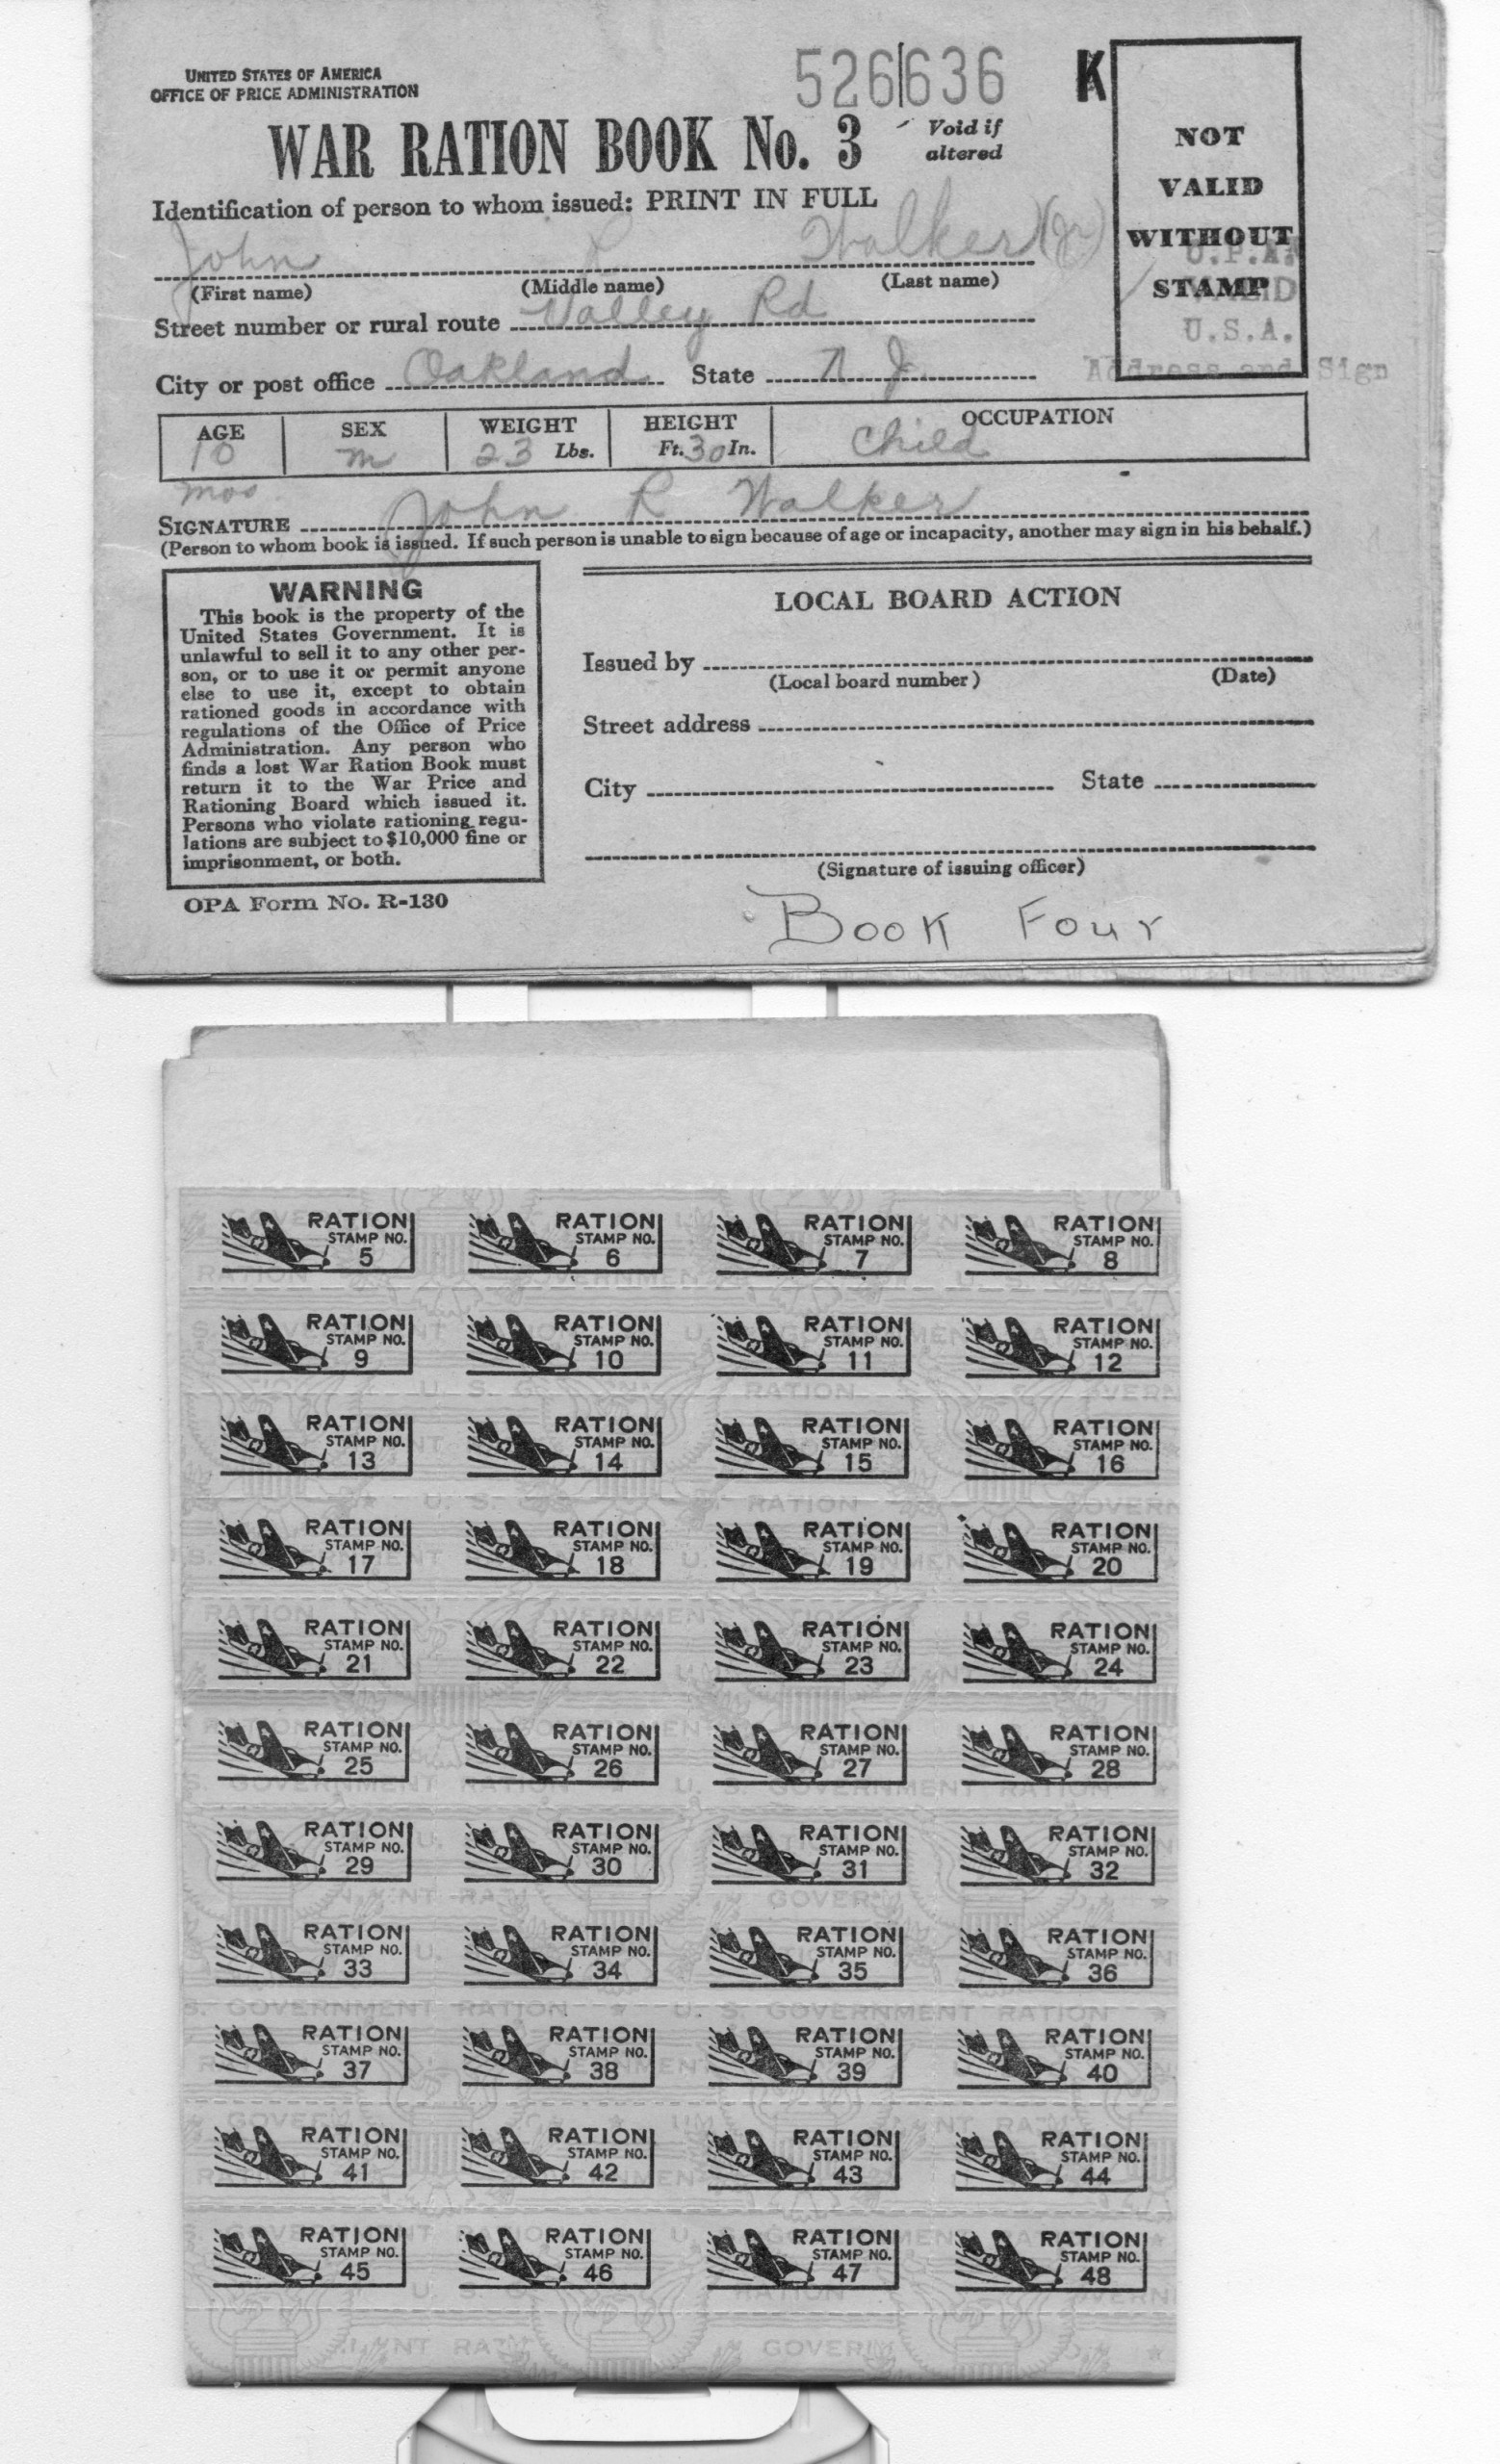 UNITED STATES OF AMERICA
OFFICE OF PRICE ADMINISTRATION
526636 K
WAR RATION BOOK No. 3
Void if
altered
Identification of person to whom issued: PRINT IN FULL
John R Walker (Jr)
(First name) (Middle name) (Last name)
Street number or rural route Valley Rd
City or post office Oakland State N J.
NOT
VALID
WITHOUT
STAMP
O.P.A.
VALID
U.S.A.
Address and Sign
AGE SEX WEIGHT HEIGHT OCCUPATION
10 m 23 Lbs. Ft. 30 In. Child
mos.
SIGNATURE John R Walker
(Person to whom book is issued. If such person is unable to sign because of age or incapacity, another may sign in his behalf.)
WARNING
This book is the property of the
United States Government. It is
unlawful to sell it to any other per-
son, or to use it or permit anyone
else to use it, except to obtain
rationed goods in accordance with
regulations of the Office of Price
Administration. Any person who
finds a lost War Ration Book must
return it to the War Price and
Rationing Board which issued it.
Persons who violate rationing regu-
lations are subject to $10,000 fine or
imprisonment, or both.
OPA Form No. R-130
LOCAL BOARD ACTION
Issued by
(Local board number) (Date)
Street address
City State
(Signature of issuing officer)
Book Four
RATION RATION RATION RATION
STAMP NO. STAMP NO. STAMP NO. STAMP NO.
5 6 7 8
RATION RATION RATION RATION
STAMP NO. STAMP NO. STAMP NO. STAMP NO.
9 10 11 12
RATION RATION RATION RATION
STAMP NO. STAMP NO. STAMP NO. STAMP NO.
13 14 15 16
RATION RATION RATION RATION
STAMP NO. STAMP NO. STAMP NO. STAMP NO.
17 18 19 20
RATION RATION RATION RATION
STAMP NO. STAMP NO. STAMP NO. STAMP NO.
21 22 23 24
RATION RATION RATION RATION
STAMP NO. STAMP NO. STAMP NO. STAMP NO.
25 26 27 28
RATION RATION RATION RATION
STAMP NO. STAMP NO. STAMP NO. STAMP NO.
29 30 31 32
RATION RATION RATION RATION
STAMP NO. STAMP NO. STAMP NO. STAMP NO.
33 34 35 36
RATION RATION RATION RATION
STAMP NO. STAMP NO. STAMP NO. STAMP NO.
37 38 39 40
RATION RATION RATION RATION
STAMP NO. STAMP NO. STAMP NO. STAMP NO.
41 42 43 44
RATION RATION RATION RATION
STAMP NO. STAMP NO. STAMP NO. STAMP NO.
45 46 47 48